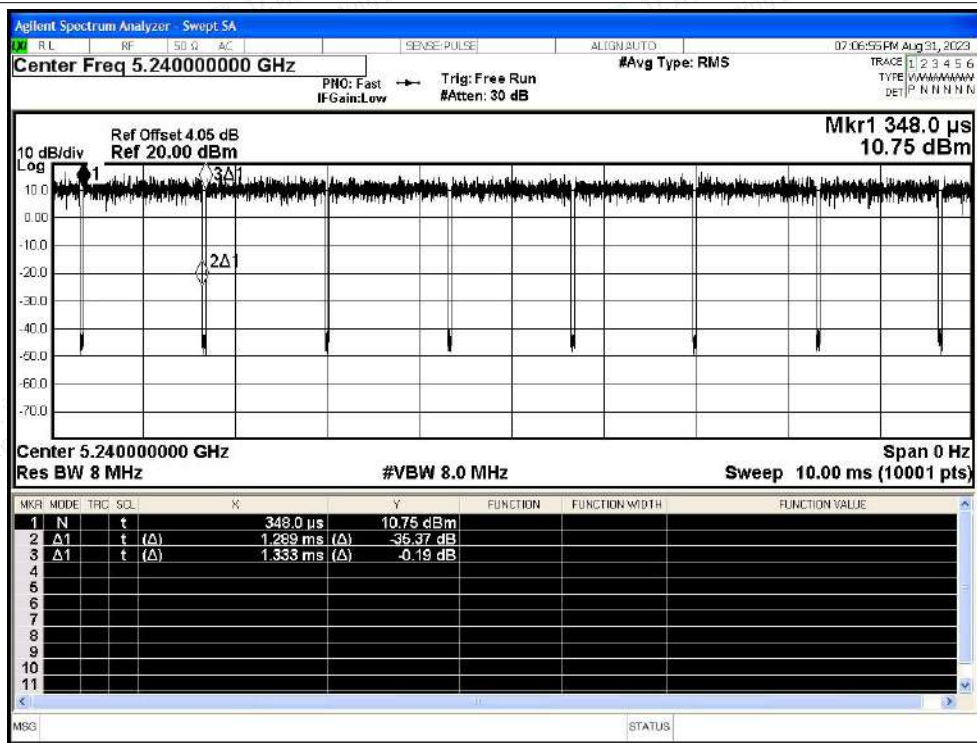 Agilent Spectrum Analyzer - Swept SA
LXI RL RF 50 Ω AC SENSE:PULSE ALIGN AUTO 07:06:55 PM Aug 31, 2023
Center Freq 5.240000000 GHz #Avg Type: RMS TRACE 1 2 3 4 5 6
PNO: Fast Trig: Free Run TYPE
IFGain:Low #Atten: 30 dB DET P N N N N N
Mkr1 348.0 µs
Ref Offset 4.05 dB
10 dB/div Ref 20.00 dBm 10.75 dBm
Log
1 3Δ1
10.0
0.00
-10.0
2Δ1
-20.0
-30.0
-40.0
-50.0
-60.0
-70.0
Center 5.240000000 GHz Span 0 Hz
Res BW 8 MHz #VBW 8.0 MHz Sweep 10.00 ms (10001 pts)
MKR MODE TRC SCL X Y FUNCTION FUNCTION WIDTH FUNCTION VALUE
1 N t 348.0 µs 10.75 dBm
2 Δ1 t (Δ) 1.289 ms (Δ) -35.37 dB
3 Δ1 t (Δ) 1.333 ms (Δ) -0.19 dB
4
5
6
7
8
9
10
11
MSG STATUS